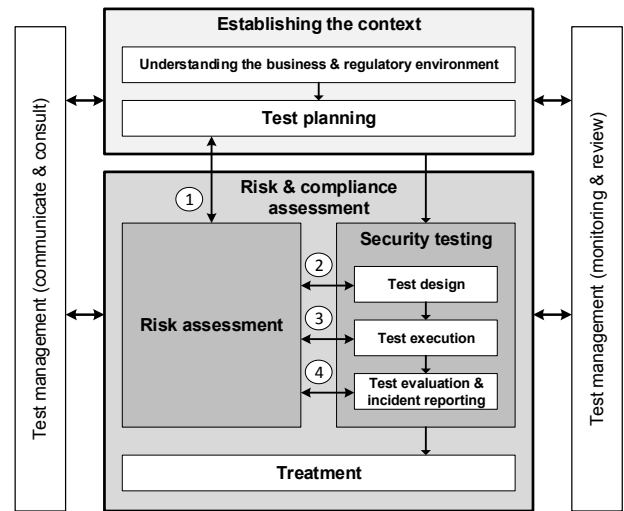 Test management (communicate & consult)
Establishing the context
Understanding the business & regulatory environment
Test planning
1
Risk & compliance
assessment
Risk assessment
Security testing
2
Test design
3
Test execution
4
Test evaluation &
incident reporting
Treatment
Test management (monitoring & review)